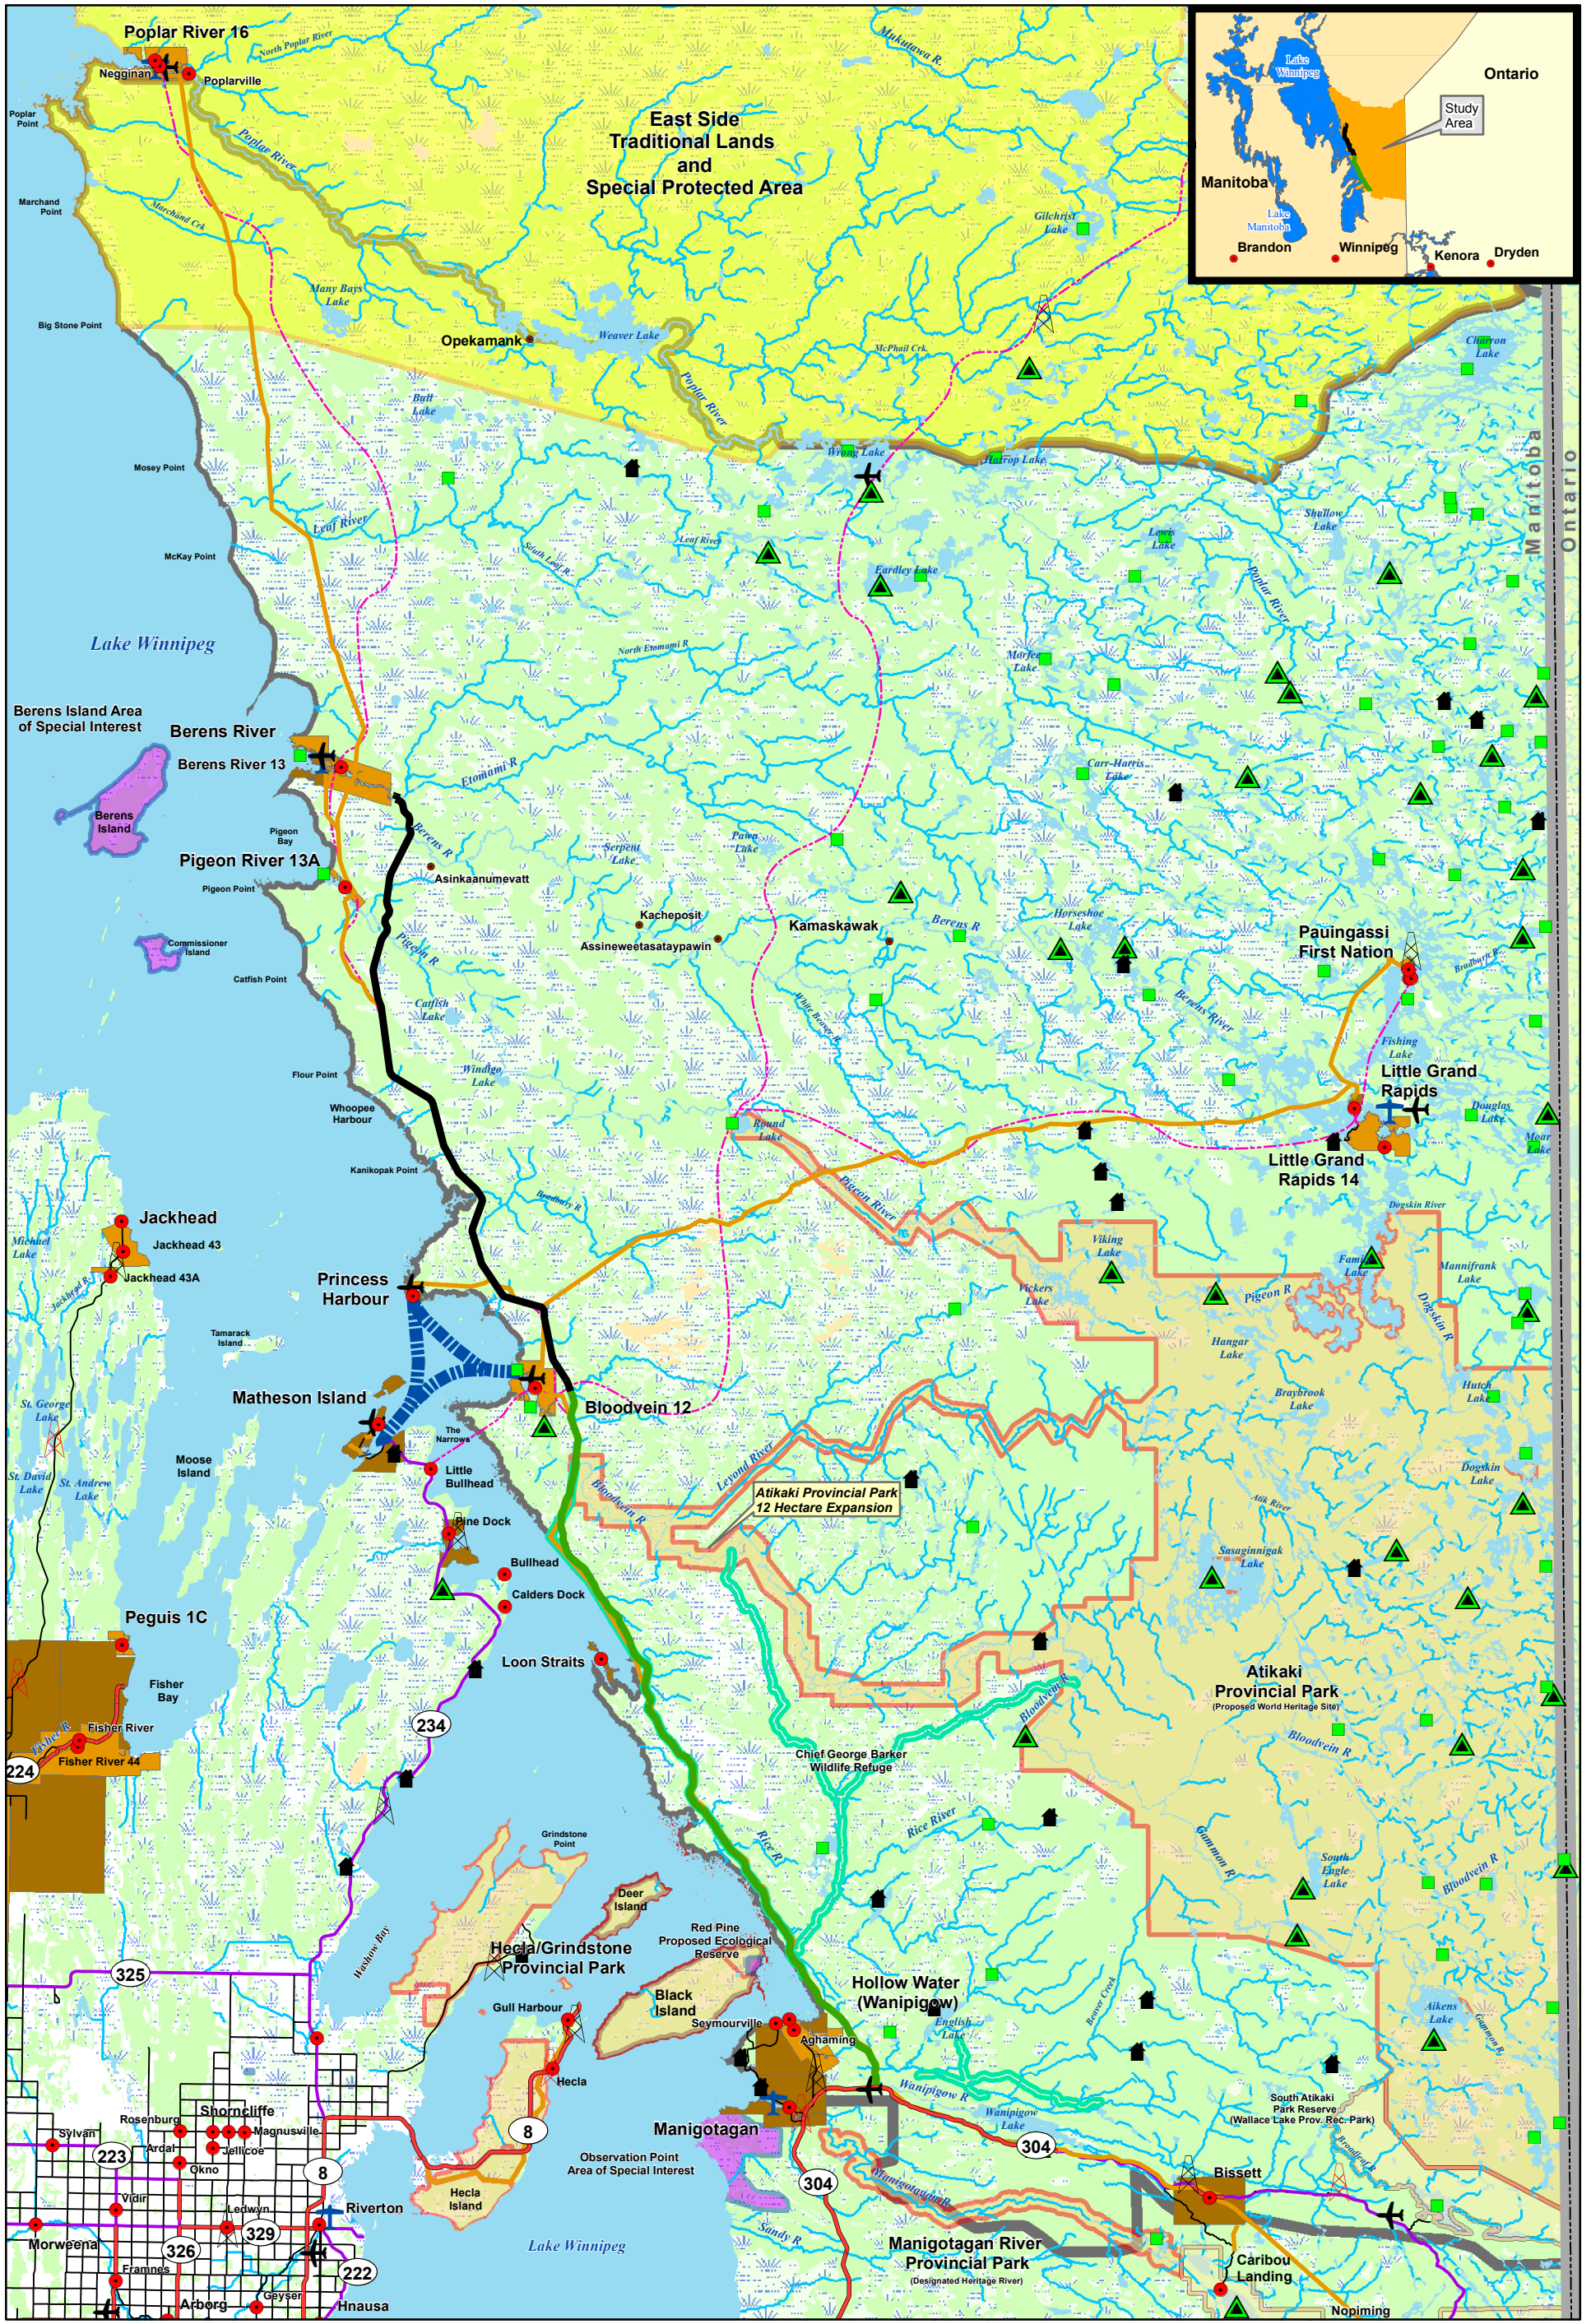 Poplar River 16
North Poplar River
Mukutawa R.
Negginan
Poplarville
Poplar
Point
Poplar River
East Side
Traditional Lands
and
Special Protected Area
Marchand
Point
Marchand Crk
Gilchrist
Lake
Lake
Winnipeg
Ontario
Study
Area
Manitoba
Lake
Manitoba
Brandon
Winnipeg
Kenora
Dryden
Many Bays
Lake
Big Stone Point
Opekamank
Weaver Lake
McPhail Crk.
Charron
Lake
Poplar River
Bull
Lake
Mosey Point
Wrong Lake
Harrop Lake
Manitoba
Ontario
Leaf River
Leaf River
South Leaf R
Shallow
Lake
Lewis
Lake
McKay Point
Eardley Lake
Poplar River
Lake Winnipeg
North Etomami R
Marfee
Lake
Berens Island Area
of Special Interest
Berens River
Berens River 13
Etomami R
Carr-Harris
Lake
Berens
Island
Pigeon
Bay
Berens R
Serpent
Lake
Pawn
Lake
Pigeon River 13A
Pigeon Point
Asinkaanumevatt
Kacheposit
Assineweetasataypawin
Kamaskawak
Berens R
Horseshoe
Lake
Pauingassi
First Nation
Bradburn R
Commissioner
Island
Pigeon R
Catfish Point
Catfish
Lake
White Beaver R
Berens River
Fishing
Lake
Flour Point
Windigo
Lake
Little Grand
Rapids
Whoopee
Harbour
Round
Lake
Douglas
Lake
Moar
Lake
Kanikopak Point
Little Grand
Rapids 14
Bradbury R
Pigeon River
Dogskin River
Jackhead
Michael
Lake
Jackhead 43
Jackhead 43A
Jackhead R
Viking
Lake
Family
Lake
Mannifrank
Lake
Princess
Harbour
Vickers
Lake
Pigeon R
Dogskin R
Tamarack
Island
Hangar
Lake
Matheson Island
Bloodvein 12
Braybrook
Lake
Hutch
Lake
St. George
Lake
The
Narrows
Moose
Island
Little
Bullhead
St. David
Lake
St. Andrew
Lake
Leyond River
Bloodvein R
Atikaki Provincial Park
12 Hectare Expansion
Dogskin
Lake
Atik River
Pine Dock
Bullhead
Sasaginnigak
Lake
Calders Dock
Peguis 1C
Loon Straits
Fisher
Bay
Atikaki
Provincial Park
(Proposed World Heritage Site)
Fisher R
Fisher River
Fisher River 44
234
224
Bloodvein R
Bloodvein R
Chief George Barker
Wildlife Refuge
Rice River
Rice R
Grindstone
Point
Gammon R
South
Eagle
Lake
Bloodvein R
Deer
Island
Washow Bay
Red Pine
Proposed Ecological
Reserve
Hecla/Grindstone
Provincial Park
325
Hollow Water
(Wanipigow)
Black
Island
Gull Harbour
Seymourville
Aghaming
English
Lake
Beaver Creek
Aikens
Lake
Gammon R
Hecla
Wanipigow R
Wanipigow
Lake
South Atikaki
Park Reserve
(Wallace Lake Prov. Rec. Park)
Rosenburg
Shorncliffe
Magnusville
Sylvan
Ardal
Jellicoe
8
Manigotagan
304
Broadleaf R
223
Okno
8
Observation Point
Area of Special Interest
304
Manigotagan R
Bissett
Vidir
Ledwyn
Riverton
Hecla
Island
Sandy R
329
Morweena
326
Lake Winnipeg
Manigotagan River
Provincial Park
(Designated Heritage River)
Caribou
Landing
Framnes
222
Geyser
Arborg
Hnausa
Nopiming